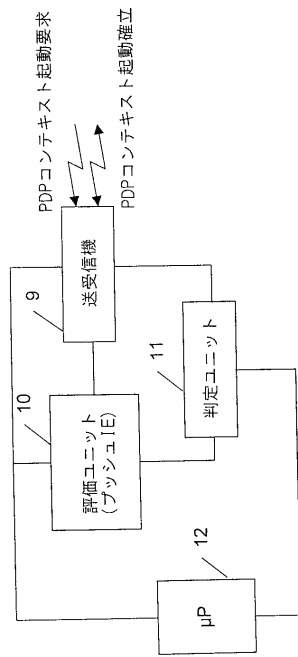 PDPコンテキスト起動要求
PDPコンテキスト起動確立
9
送受信機
10
評価ユニット
(プッシュIE)
11
判定ユニット
12
μP